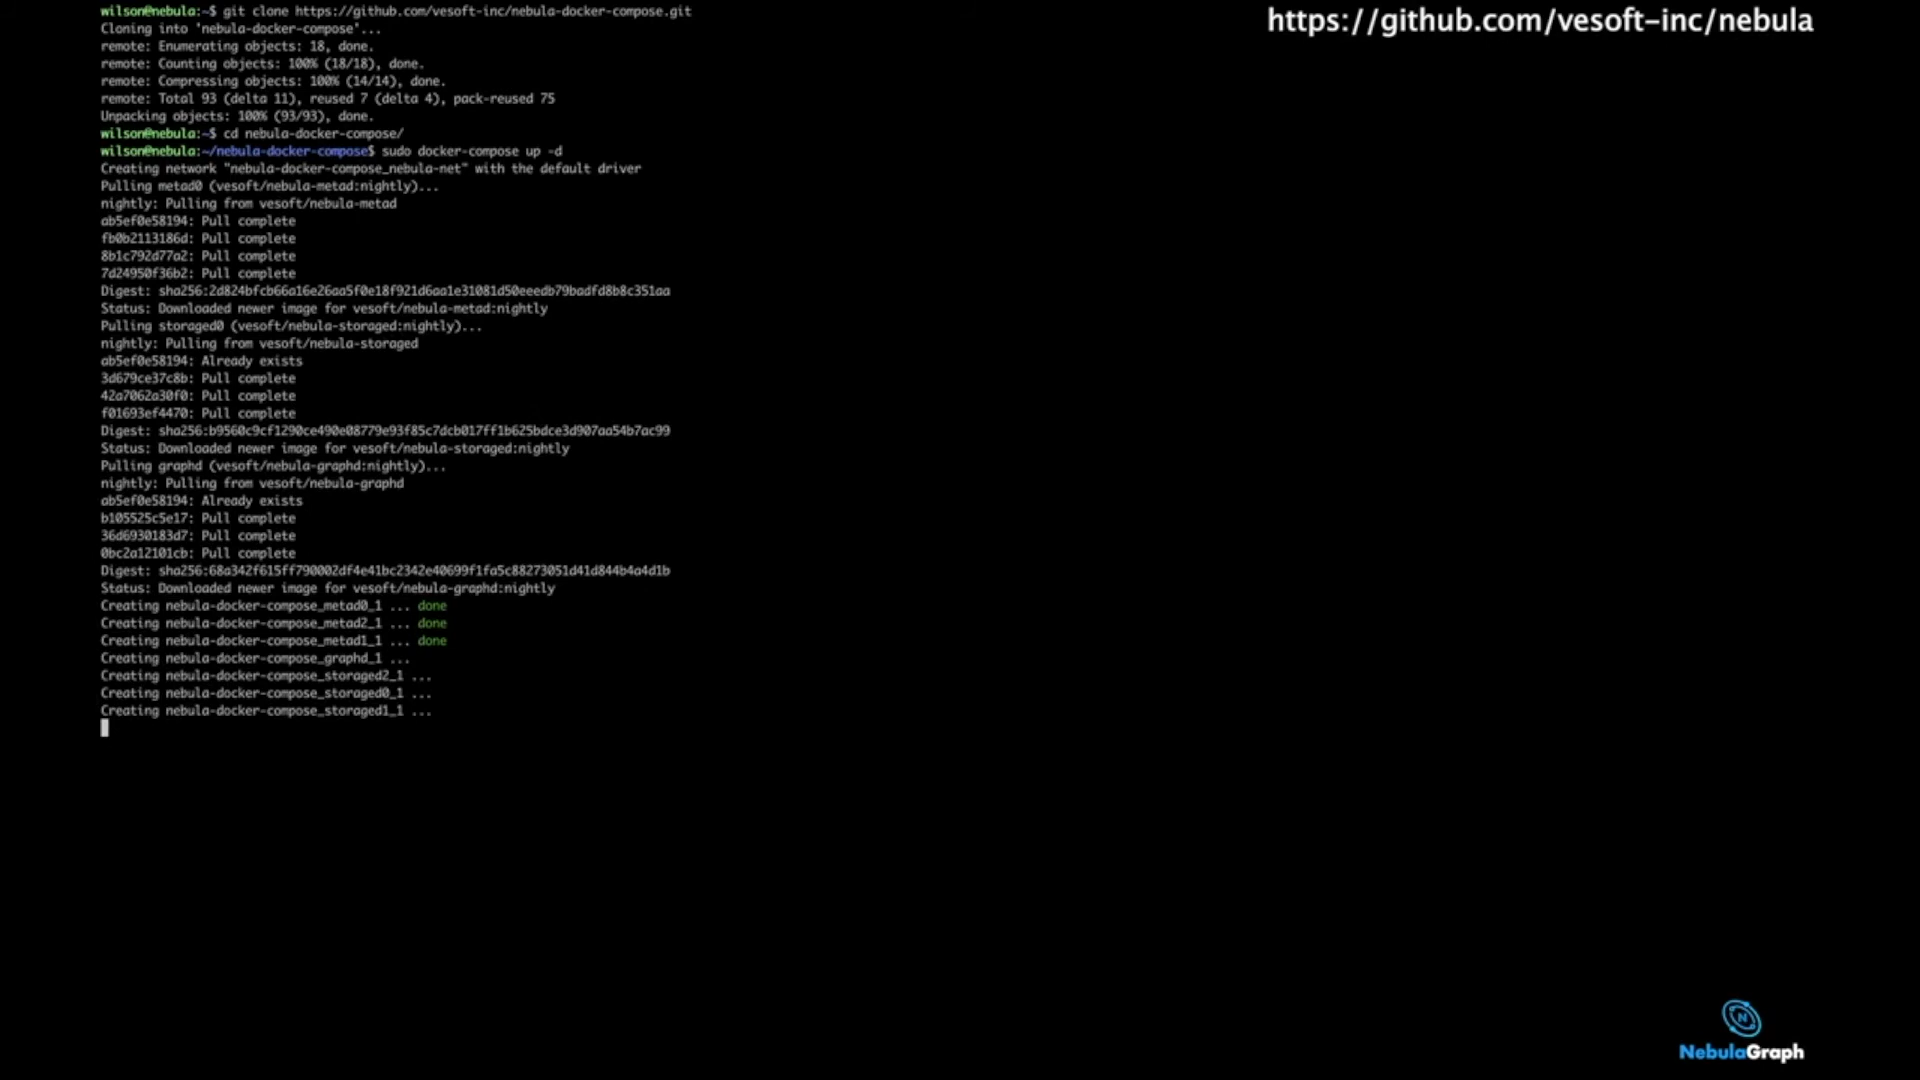 wilson@nebula:~$ git clone https://github.com/vesoft-inc/nebula-docker-compose.git
Cloning into 'nebula-docker-compose'...
remote: Enumerating objects: 18, done.
remote: Counting objects: 100% (18/18), done.
remote: Compressing objects: 100% (14/14), done.
remote: Total 93 (delta 11), reused 7 (delta 4), pack-reused 75
Unpacking objects: 100% (93/93), done.
wilson@nebula:~$ cd nebula-docker-compose/
wilson@nebula:~/nebula-docker-compose$ sudo docker-compose up -d
Creating network "nebula-docker-compose_nebula-net" with the default driver
Pulling metad0 (vesoft/nebula-metad:nightly)...
nightly: Pulling from vesoft/nebula-metad
ab5ef0e58194: Pull complete
fb0b2113186d: Pull complete
8b1c792d77a2: Pull complete
7d24950f36b2: Pull complete
Digest: sha256:2d824bfcb66a16e26aa5f0e18f921d6aa1e31081d50eeedb79badfd8b8c351aa
Status: Downloaded newer image for vesoft/nebula-metad:nightly
Pulling storaged0 (vesoft/nebula-storaged:nightly)...
nightly: Pulling from vesoft/nebula-storaged
ab5ef0e58194: Already exists
3d679ce37c8b: Pull complete
42a7062a30f0: Pull complete
f01693ef4470: Pull complete
Digest: sha256:b9560c9cf1290ce490e08779e93f85c7dcb017ff1b625bdce3d907aa54b7ac99
Status: Downloaded newer image for vesoft/nebula-storaged:nightly
Pulling graphd (vesoft/nebula-graphd:nightly)...
nightly: Pulling from vesoft/nebula-graphd
ab5ef0e58194: Already exists
b105525c5e17: Pull complete
36d6930183d7: Pull complete
0bc2a12101cb: Pull complete
Digest: sha256:68a342f615ff790002df4e41bc2342e40699f1fa5c88273051d41d844b4a4d1b
Status: Downloaded newer image for vesoft/nebula-graphd:nightly
Creating nebula-docker-compose_metad0_1 ... done
Creating nebula-docker-compose_metad2_1 ... done
Creating nebula-docker-compose_metad1_1 ... done
Creating nebula-docker-compose_graphd_1 ...
Creating nebula-docker-compose_storaged2_1 ...
Creating nebula-docker-compose_storaged0_1 ...
Creating nebula-docker-compose_storaged1_1 ...
https://github.com/vesoft-inc/nebula
N
NebulaGraph